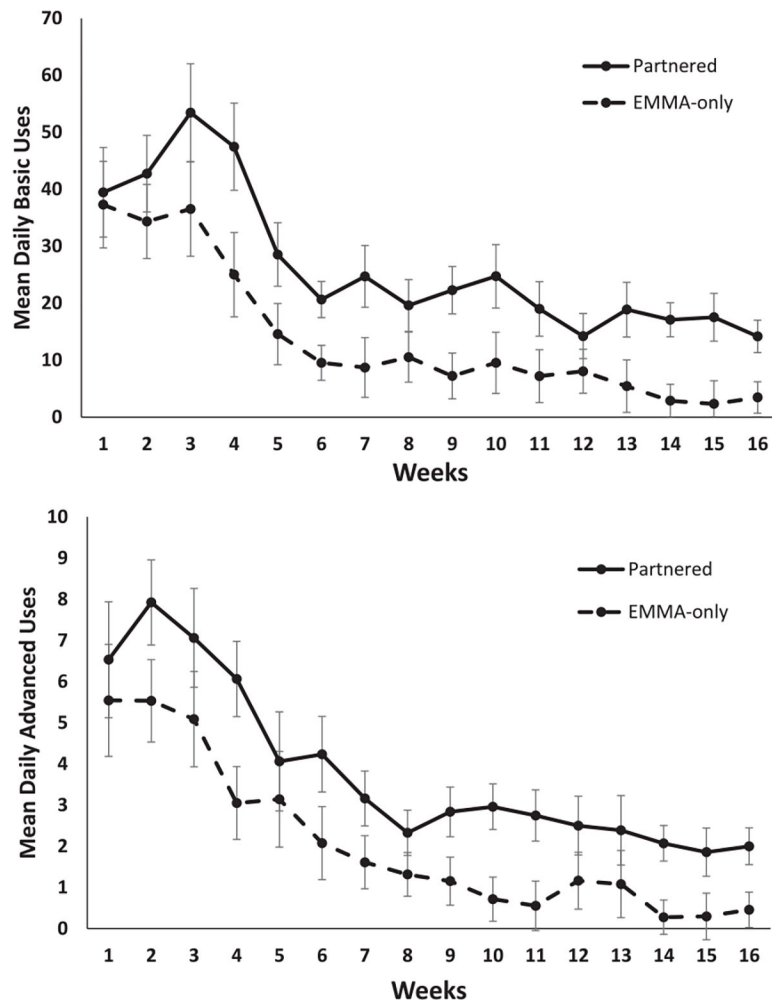 70
60
50
40
30
20
10
0
Mean Daily Basic Uses
Partnered
EMMA-only
1 2 3 4 5 6 7 8 9 10 11 12 13 14 15 16
Weeks
10
9
8
7
6
5
4
3
2
1
0
Mean Daily Advanced Uses
Partnered
EMMA-only
1 2 3 4 5 6 7 8 9 10 11 12 13 14 15 16
Weeks